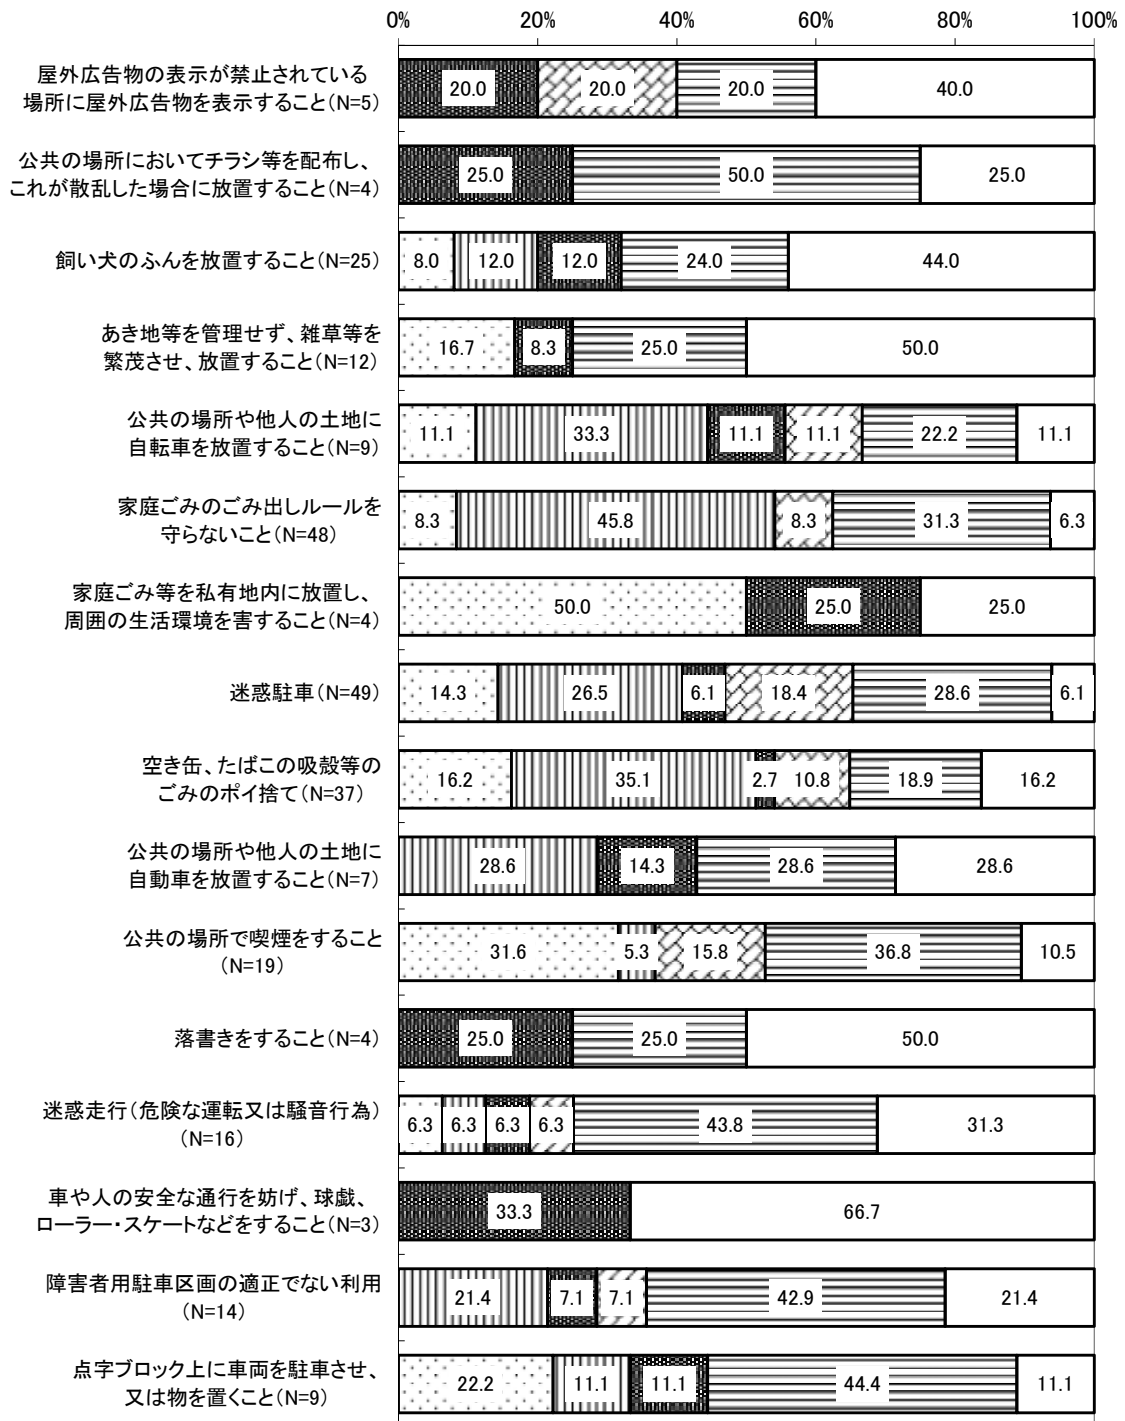 0% 20% 40% 60% 80% 100%
屋外広告物の表示が禁止されている
場所に屋外広告物を表示すること(N=5)
20.0 20.0 20.0 40.0
公共の場所においてチラシ等を配布し、
これが散乱した場合に放置すること(N=4)
25.0 50.0 25.0
飼い犬のふんを放置すること(N=25)
8.0 12.0 12.0 24.0 44.0
あき地等を管理せず、雑草等を
繁茂させ、放置すること(N=12)
16.7 8.3 25.0 50.0
公共の場所や他人の土地に
自転車を放置すること(N=9)
11.1 33.3 11.1 11.1 22.2 11.1
家庭ごみのごみ出しルールを
守らないこと(N=48)
8.3 45.8 8.3 31.3 6.3
家庭ごみ等を私有地内に放置し、
周囲の生活環境を害すること(N=4)
50.0 25.0 25.0
迷惑駐車(N=49)
14.3 26.5 6.1 18.4 28.6 6.1
空き缶、たばこの吸殻等の
ごみのポイ捨て(N=37)
16.2 35.1 2.7 10.8 18.9 16.2
公共の場所や他人の土地に
自動車を放置すること(N=7)
28.6 14.3 28.6 28.6
公共の場所で喫煙をすること
(N=19)
31.6 5.3 15.8 36.8 10.5
落書きをすること(N=4)
25.0 25.0 50.0
迷惑走行(危険な運転又は騒音行為)
(N=16)
6.3 6.3 6.3 6.3 43.8 31.3
車や人の安全な通行を妨げ、球戯、
ローラー・スケートなどをすること(N=3)
33.3 66.7
障害者用駐車区画の適正でない利用
(N=14)
21.4 7.1 7.1 42.9 21.4
点字ブロック上に車両を駐車させ、
又は物を置くこと(N=9)
22.2 11.1 11.1 44.4 11.1